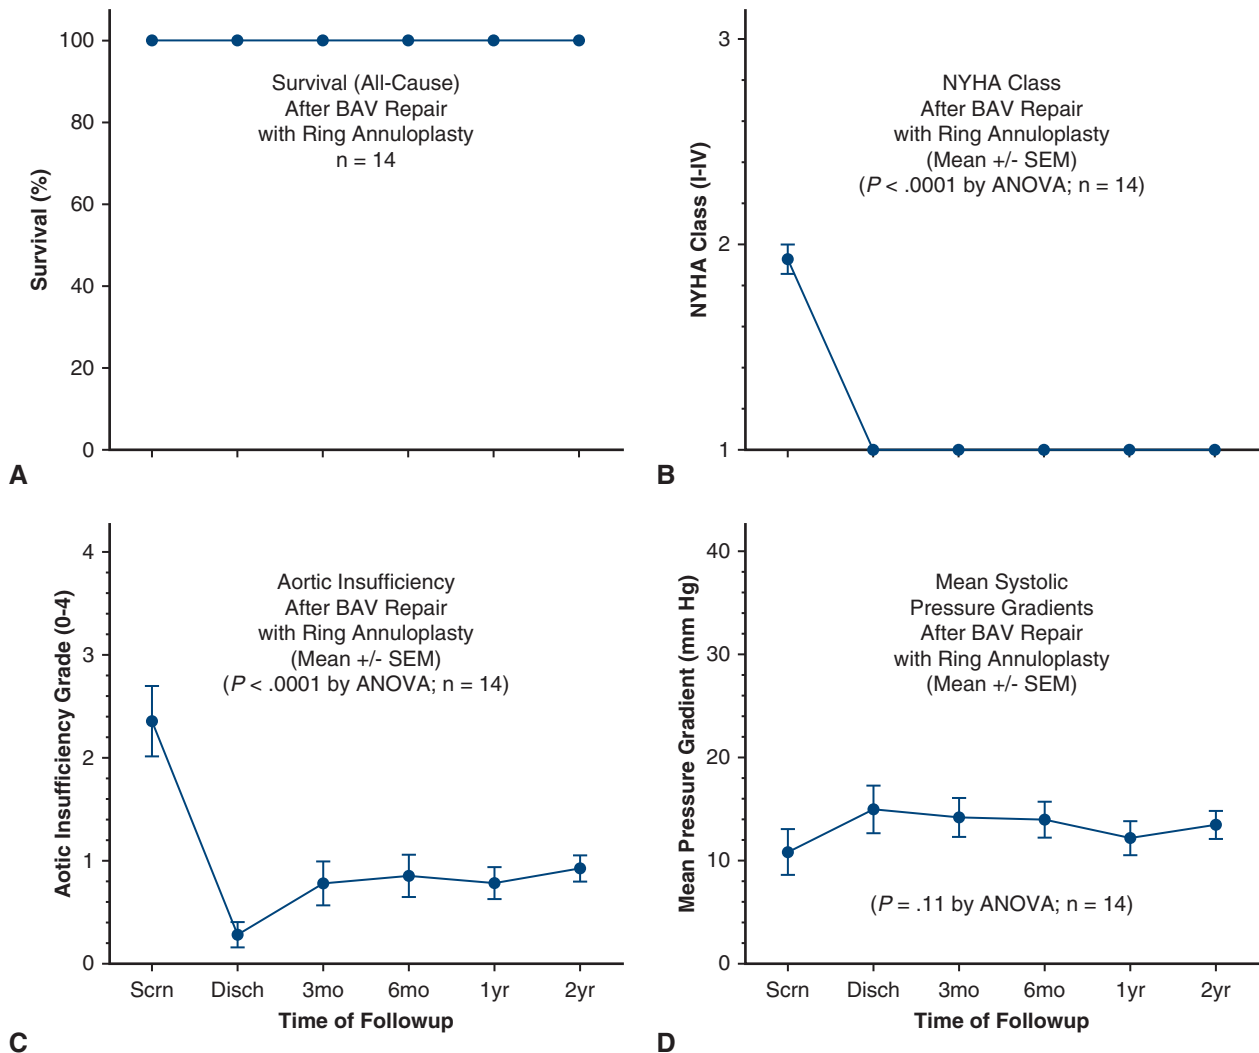 100
80
60
40
20
0
Survival (%)
Survival (All-Cause)
After BAV Repair
with Ring Annuloplasty
n = 14
A
3
2
1
NYHA Class (I-IV)
NYHA Class
After BAV Repair
with Ring Annuloplasty
(Mean +/- SEM)
(P < .0001 by ANOVA; n = 14)
B
4
3
2
1
0
Aotic Insufficiency Grade (0-4)
Aortic Insufficiency
After BAV Repair
with Ring Annuloplasty
(Mean +/- SEM)
(P < .0001 by ANOVA; n = 14)
Scrn Disch 3mo 6mo 1yr 2yr
Time of Followup
C
40
30
20
10
0
Mean Pressure Gradient (mm Hg)
Mean Systolic
Pressure Gradients
After BAV Repair
with Ring Annuloplasty
(Mean +/- SEM)
(P = .11 by ANOVA; n = 14)
Scrn Disch 3mo 6mo 1yr 2yr
Time of Followup
D